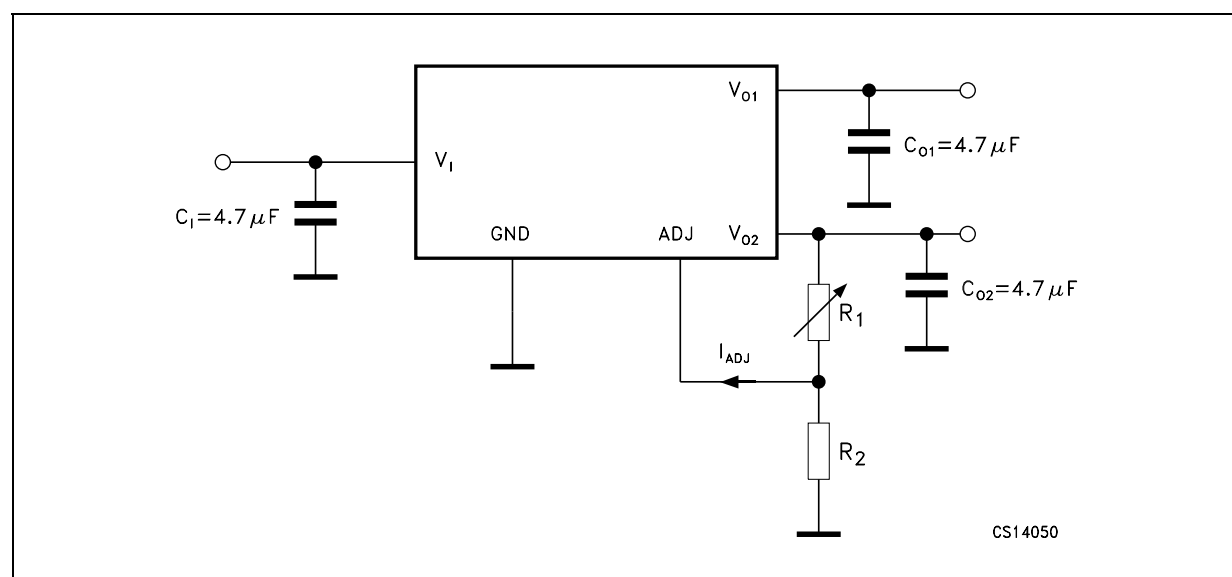 V_O1
C_O1=4.7μF
V_I
C_I=4.7μF
GND
ADJ
V_O2
C_O2=4.7μF
R_1
I_ADJ
R_2
CS14050